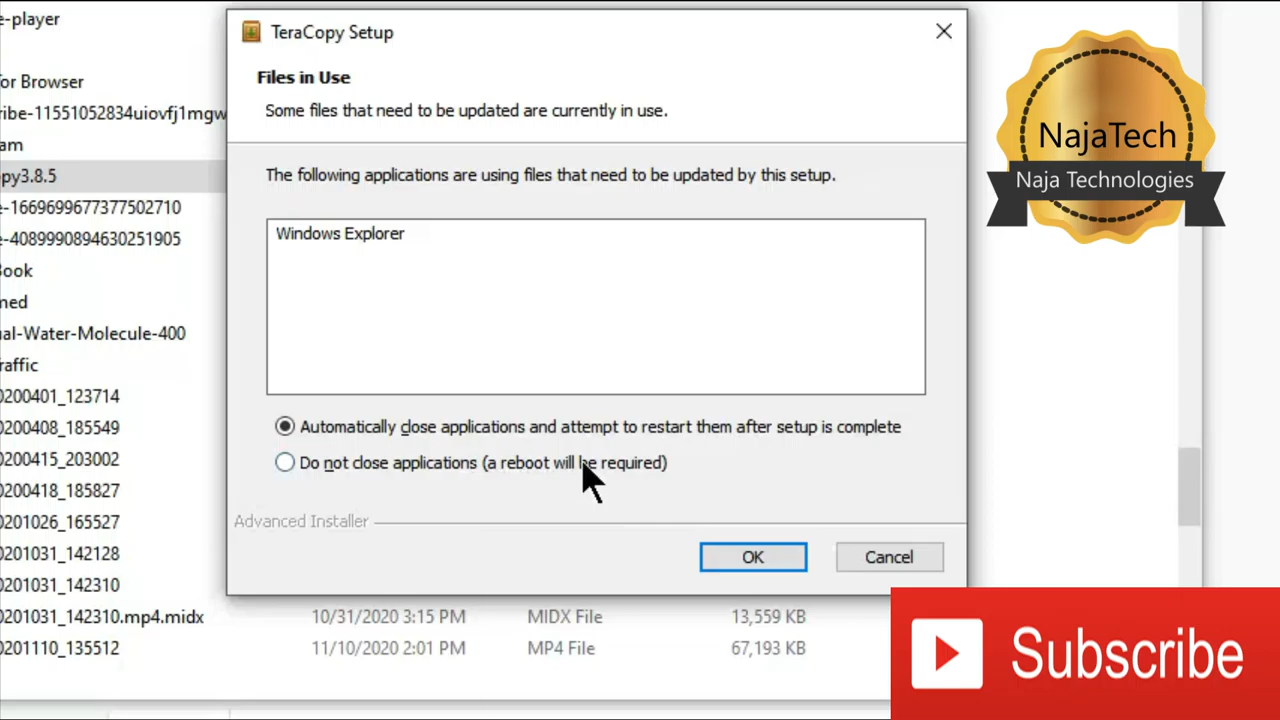 e-player
TeraCopy Setup
Files in Use
for Browser
Some files that need to be updated are currently in use.
ribe-11551052834uiovfj1mgw
am
NajaTech
Naja Technologies
py3.8.5
The following applications are using files that need to be updated by this setup.
e-1669699677377502710
e-4089990894630251905
Windows Explorer
Book
med
ual-Water-Molecule-400
raffic
0200401_123714
0200408_185549
Automatically close applications and attempt to restart them after setup is complete
0200415_203002
Do not close applications (a reboot will be required)
0200418_185827
0201026_165527
Advanced Installer
0201031_142128
OK
Cancel
0201031_142310
0201031_142310.mp4.midx 10/31/2020 3:15 PM MIDX File 13,559 KB
0201110_135512 11/10/2020 2:01 PM MP4 File 67,193 KB
Subscribe